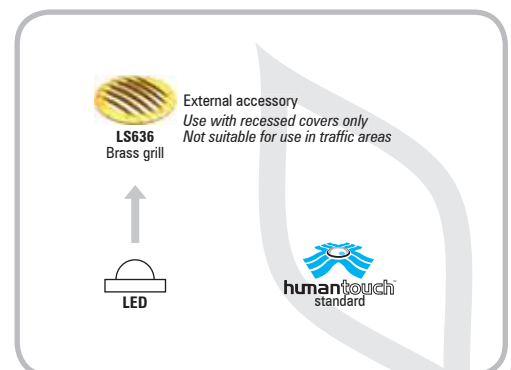 External accessory
Use with recessed covers only
LS636
Not suitable for use in traffic areas
Brass grill
LED
humantouch™
standard